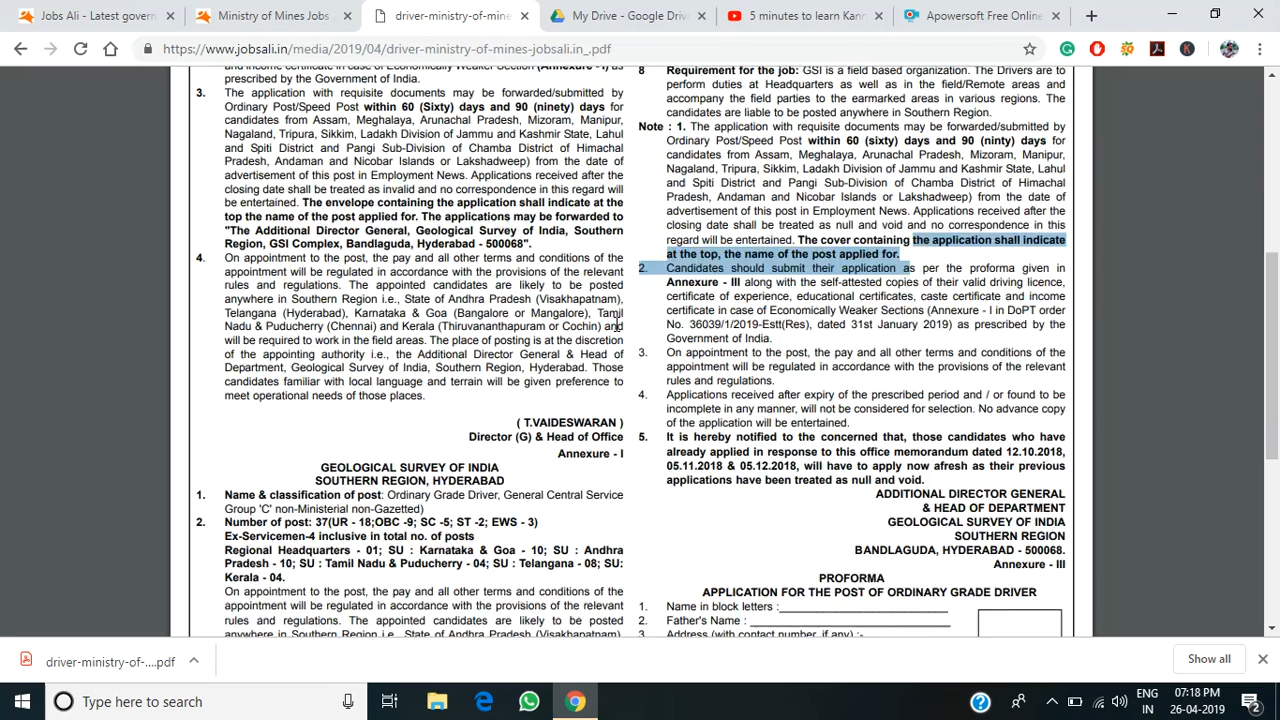 Jobs Ali - Latest govern
Ministry of Mines Jobs
driver-ministry-of-mine
My Drive - Google Dri
5 minutes to learn Kan
Apowersoft Free Online
https://www.jobsali.in/media/2019/04/driver-ministry-of-mines-jobsali.in_.pdf
and income certificate in case of Economically Weaker Section (Annexure -I) as
prescribed by the Government of India.
3. The application with requisite documents may be forwarded/submitted by
Ordinary Post/Speed Post within 60 (Sixty) days and 90 (ninety) days for
candidates from Assam, Meghalaya, Arunachal Pradesh, Mizoram, Manipur,
Nagaland, Tripura, Sikkim, Ladakh Division of Jammu and Kashmir State, Lahul
and Spiti District and Pangi Sub-Division of Chamba District of Himachal
Pradesh, Andaman and Nicobar Islands or Lakshadweep) from the date of
advertisement of this post in Employment News. Applications received after the
closing date shall be treated as invalid and no correspondence in this regard will
be entertained. The envelope containing the application shall indicate at the
top the name of the post applied for. The applications may be forwarded to
"The Additional Director General, Geological Survey of India, Southern
Region, GSI Complex, Bandlaguda, Hyderabad - 500068".
4. On appointment to the post, the pay and all other terms and conditions of the
appointment will be regulated in accordance with the provisions of the relevant
rules and regulations. The appointed candidates are likely to be posted
anywhere in Southern Region i.e., State of Andhra Pradesh (Visakhapatnam),
Telangana (Hyderabad), Karnataka & Goa (Bangalore or Mangalore), Tamil
Nadu & Puducherry (Chennai) and Kerala (Thiruvananthapuram or Cochin) and
will be required to work in the field areas. The place of posting is at the discretion
of the appointing authority i.e., the Additional Director General & Head of
Department, Geological Survey of India, Southern Region, Hyderabad. Those
candidates familiar with local language and terrain will be given preference to
meet operational needs of those places.
( T.VAIDESWARAN )
Director (G) & Head of Office
Annexure - I
GEOLOGICAL SURVEY OF INDIA
SOUTHERN REGION, HYDERABAD
1. Name & classification of post: Ordinary Grade Driver, General Central Service
Group 'C' non-Ministerial non-Gazetted)
2. Number of post: 37(UR - 18;OBC -9; SC -5; ST -2; EWS - 3)
Ex-Servicemen-4 inclusive in total no. of posts
Regional Headquarters - 01; SU : Karnataka & Goa - 10; SU : Andhra
Pradesh - 10; SU : Tamil Nadu & Puducherry - 04; SU : Telangana - 08; SU:
Kerala - 04.
On appointment to the post, the pay and all other terms and conditions of the
appointment will be regulated in accordance with the provisions of the relevant
rules and regulations. The appointed candidates are likely to be posted
anywhere in Southern Region i.e., State of Andhra Pradesh (Visakhapatnam),
8 Requirement for the job: GSI is a field based organization. The Drivers are to
perform duties at Headquarters as well as in the field/Remote areas and
accompany the field parties to the earmarked areas in various regions. The
candidates are liable to be posted anywhere in Southern Region.
Note : 1. The application with requisite documents may be forwarded/submitted by
Ordinary Post/Speed Post within 60 (sixty) days and 90 (ninty) days for
candidates from Assam, Meghalaya, Arunachal Pradesh, Mizoram, Manipur,
Nagaland, Tripura, Sikkim, Ladakh Division of Jammu and Kashmir State, Lahul
and Spiti District and Pangi Sub-Division of Chamba District of Himachal
Pradesh, Andaman and Nicobar Islands or Lakshadweep) from the date of
advertisement of this post in Employment News. Applications received after the
closing date shall be treated as null and void and no correspondence in this
regard will be entertained. The cover containing the application shall indicate
at the top, the name of the post applied for.
2. Candidates should submit their application as per the proforma given in
Annexure - III along with the self-attested copies of their valid driving licence,
certificate of experience, educational certificates, caste certificate and income
certificate in case of Economically Weaker Sections (Annexure - I in DoPT order
No. 36039/1/2019-Estt(Res), dated 31st January 2019) as prescribed by the
Government of India.
3. On appointment to the post, the pay and all other terms and conditions of the
appointment will be regulated in accordance with the provisions of the relevant
rules and regulations.
4. Applications received after expiry of the prescribed period and / or found to be
incomplete in any manner, will not be considered for selection. No advance copy
of the application will be entertained.
5. It is hereby notified to the concerned that, those candidates who have
already applied in response to this office memorandum dated 12.10.2018,
05.11.2018 & 05.12.2018, will have to apply now afresh as their previous
applications have been treated as null and void.
ADDITIONAL DIRECTOR GENERAL
& HEAD OF DEPARTMENT
GEOLOGICAL SURVEY OF INDIA
SOUTHERN REGION
BANDLAGUDA, HYDERABAD - 500068.
Annexure - III
PROFORMA
APPLICATION FOR THE POST OF ORDINARY GRADE DRIVER
1. Name in block letters :
2. Father's Name :
3. Address (with contact number, if any) :-
driver-ministry-of-....pdf
Show all
Type here to search
ENG
IN
07:18 PM
26-04-2019
2